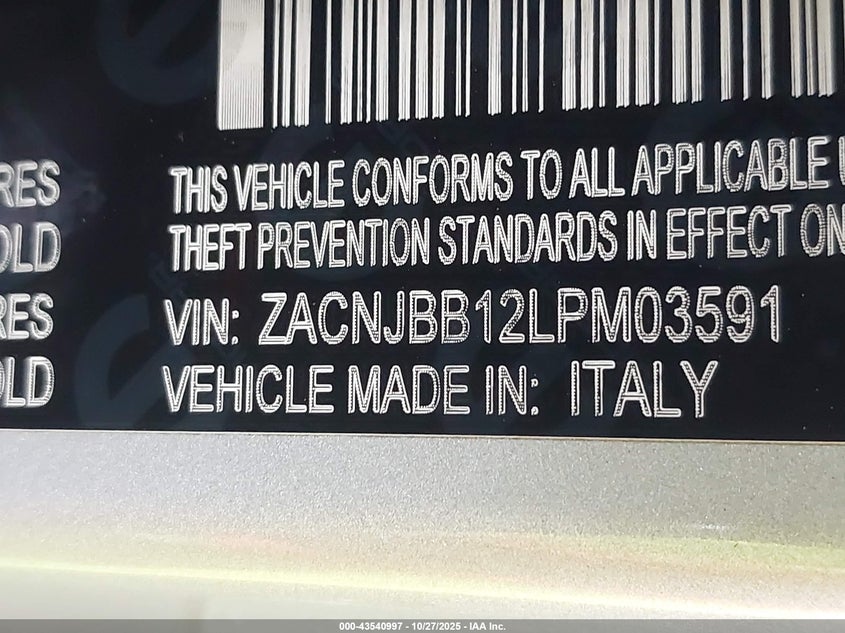 RES
OLD
RES
OLD
THIS VEHICLE CONFORMS TO ALL APPLICABLE U
THEFT PREVENTION STANDARDS IN EFFECT ON
VIN: ZACNJBB12LPM03591
VEHICLE MADE IN: ITALY
000-43540997 - 10/27/2025 - IAA Inc.